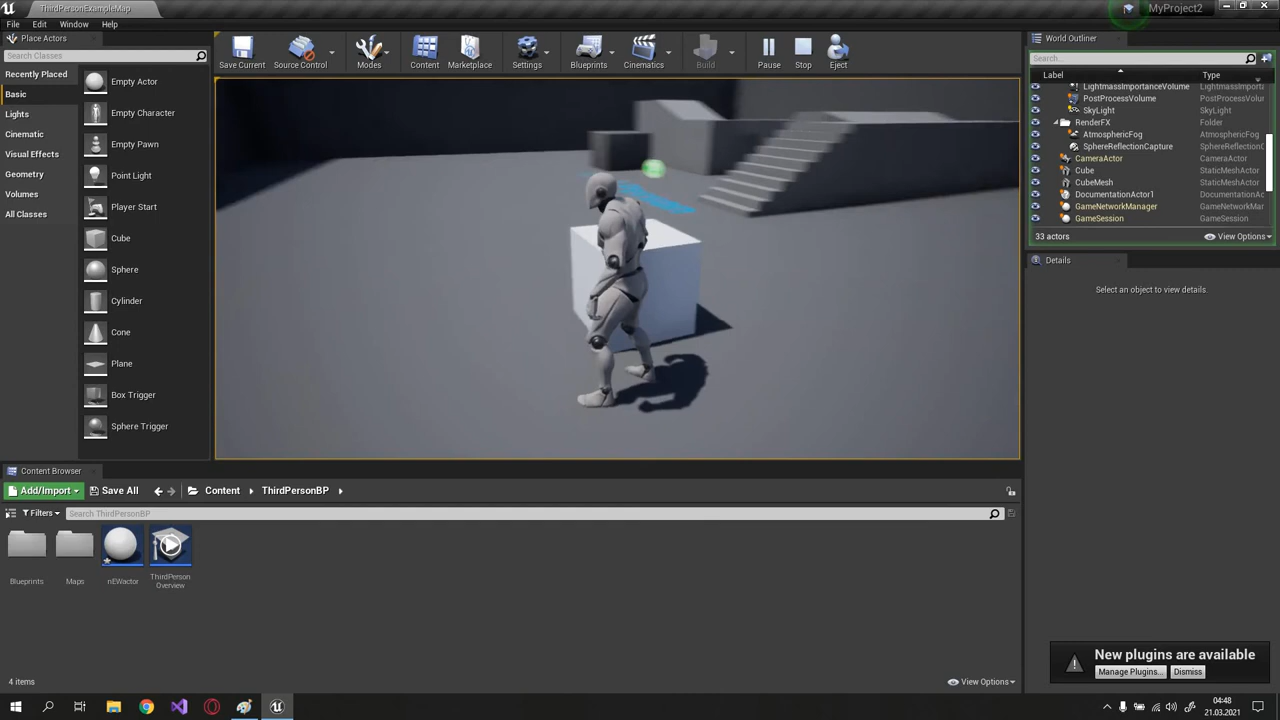 ThirdPersonExampleMap
MyProject2
File Edit Window Help
Place Actors
Search Classes
Recently Placed
Basic
Lights
Cinematic
Visual Effects
Geometry
Volumes
All Classes
Empty Actor
Empty Character
Empty Pawn
Point Light
Player Start
Cube
Sphere
Cylinder
Cone
Plane
Box Trigger
Sphere Trigger
Save Current
Source Control
Modes
Content
Marketplace
Settings
Blueprints
Cinematics
Build
Pause
Stop
Eject
World Outliner
Search...
Label Type
LightmassImportanceVolume LightmassImporta
PostProcessVolume PostProcessVolu
SkyLight SkyLight
RenderFX Folder
AtmosphericFog AtmosphericFog
SphereReflectionCapture SphereReflectionC
CameraActor CameraActor
Cube StaticMeshActor
CubeMesh StaticMeshActor
DocumentationActor1 DocumentationAc
GameNetworkManager GameNetworkMar
GameSession GameSession
33 actors View Options
Details
Select an object to view details.
Content Browser
Add/Import Save All Content ThirdPersonBP
Filters Search ThirdPersonBP
Blueprints
Maps
nEWactor
ThirdPerson
Overview
4 items View Options
New plugins are available
Manage Plugins... Dismiss
04:48
21.03.2021